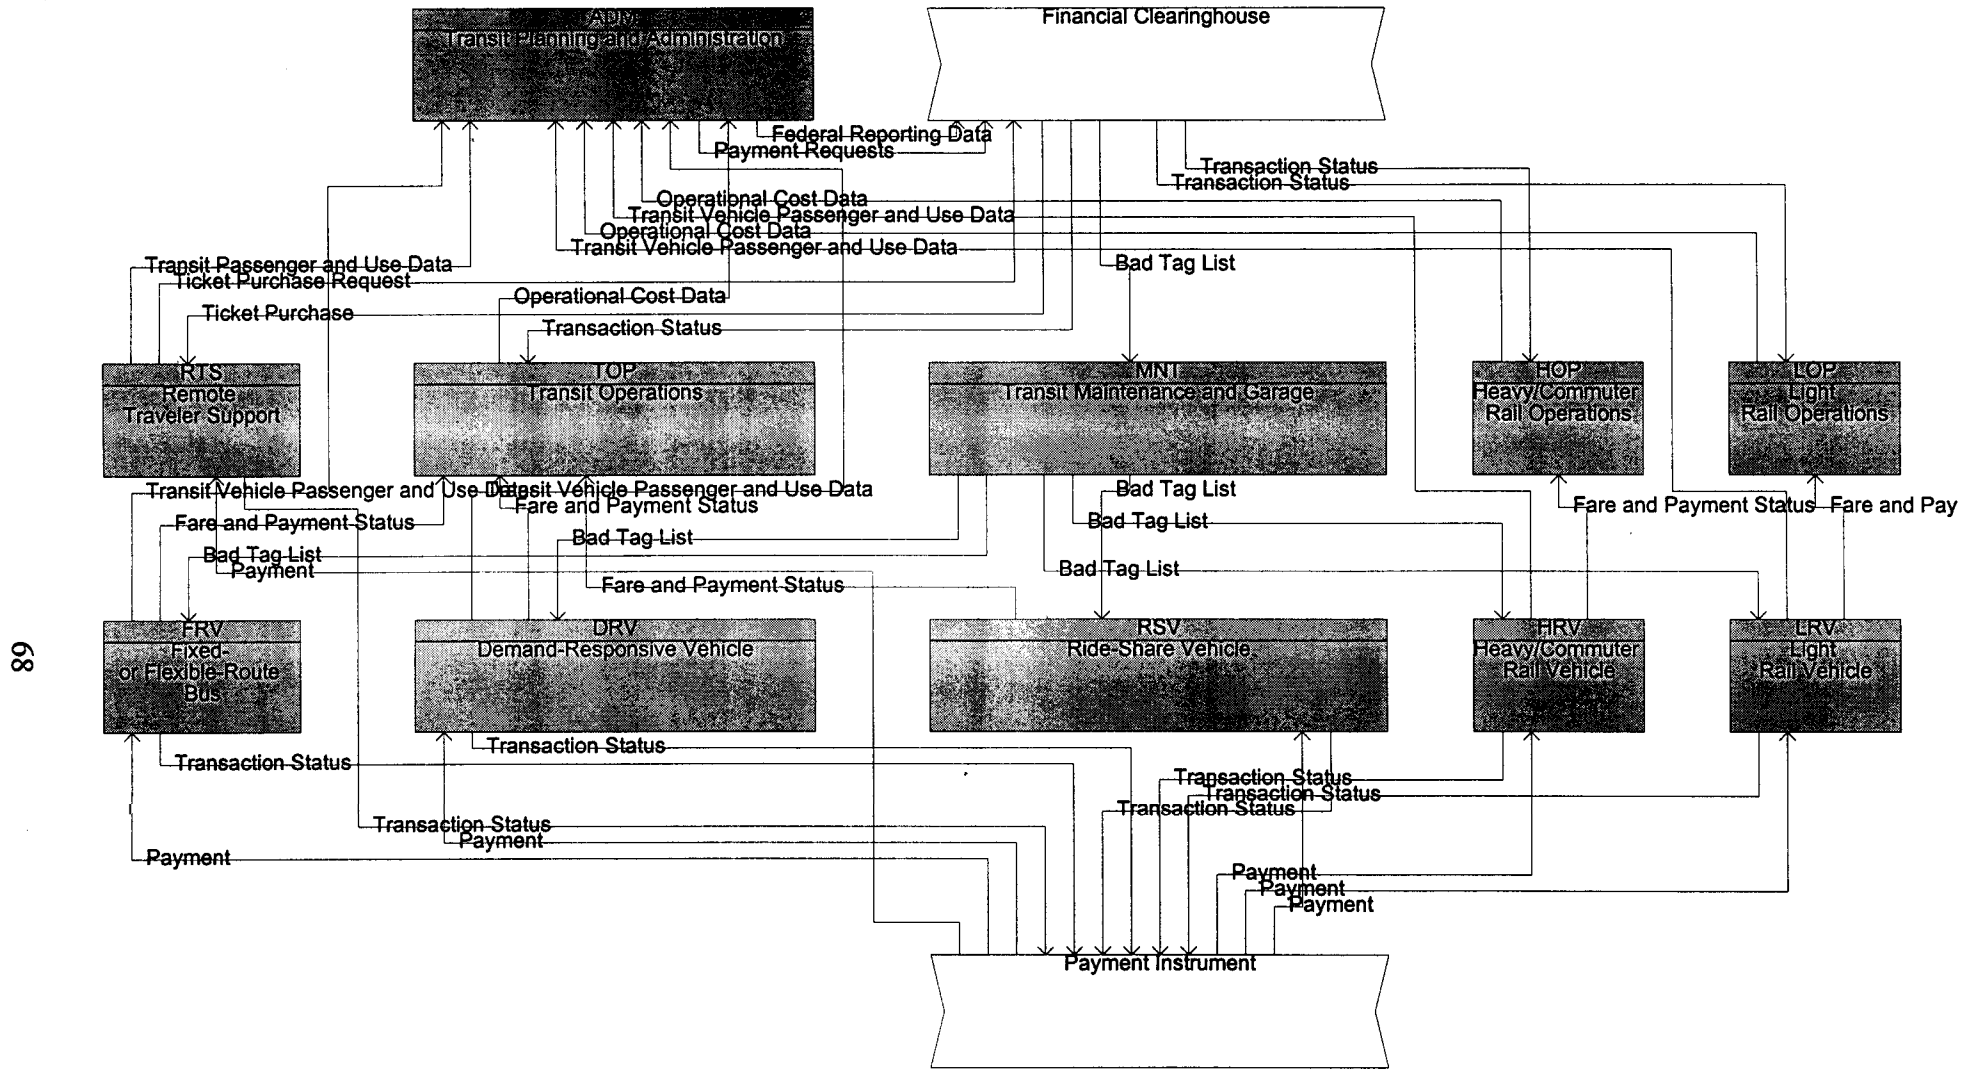 ADM
Transit Planning and Administration
Financial Clearinghouse
Federal Reporting Data
Payment Requests
Transaction Status
Transaction Status
Operational Cost Data
Transit Vehicle Passenger and Use Data
Operational Cost Data
Transit Vehicle Passenger and Use Data
Bad Tag List
Transit Passenger and Use Data
Ticket Purchase Request
Operational Cost Data
Ticket Purchase
Transaction Status
RTS
Remote
Traveler Support
TOP
Transit Operations
MNT
Transit Maintenance and Garage
HOP
Heavy/Commuter
Rail Operations
LOP
Light
Rail Operations
Transit Vehicle Passenger and Use Data
Transit Vehicle Passenger and Use Data
Bad Tag List
Fare and Payment Status
Fare and Payment Status
Fare and Pay
Fare and Payment Status
Bad Tag List
Bad Tag List
Bad Tag List
Payment
Bad Tag List
Fare and Payment Status
FRV
Fixed-
or Flexible-Route
Bus
DRV
Demand-Responsive Vehicle
RSV
Ride-Share Vehicle
HRV
Heavy/Commuter
Rail Vehicle
LRV
Light
Rail Vehicle
68
Transaction Status
Transaction Status
Transaction Status
Transaction Status
Transaction Status
Transaction Status
Payment
Payment
Payment
Payment
Payment
Payment Instrument